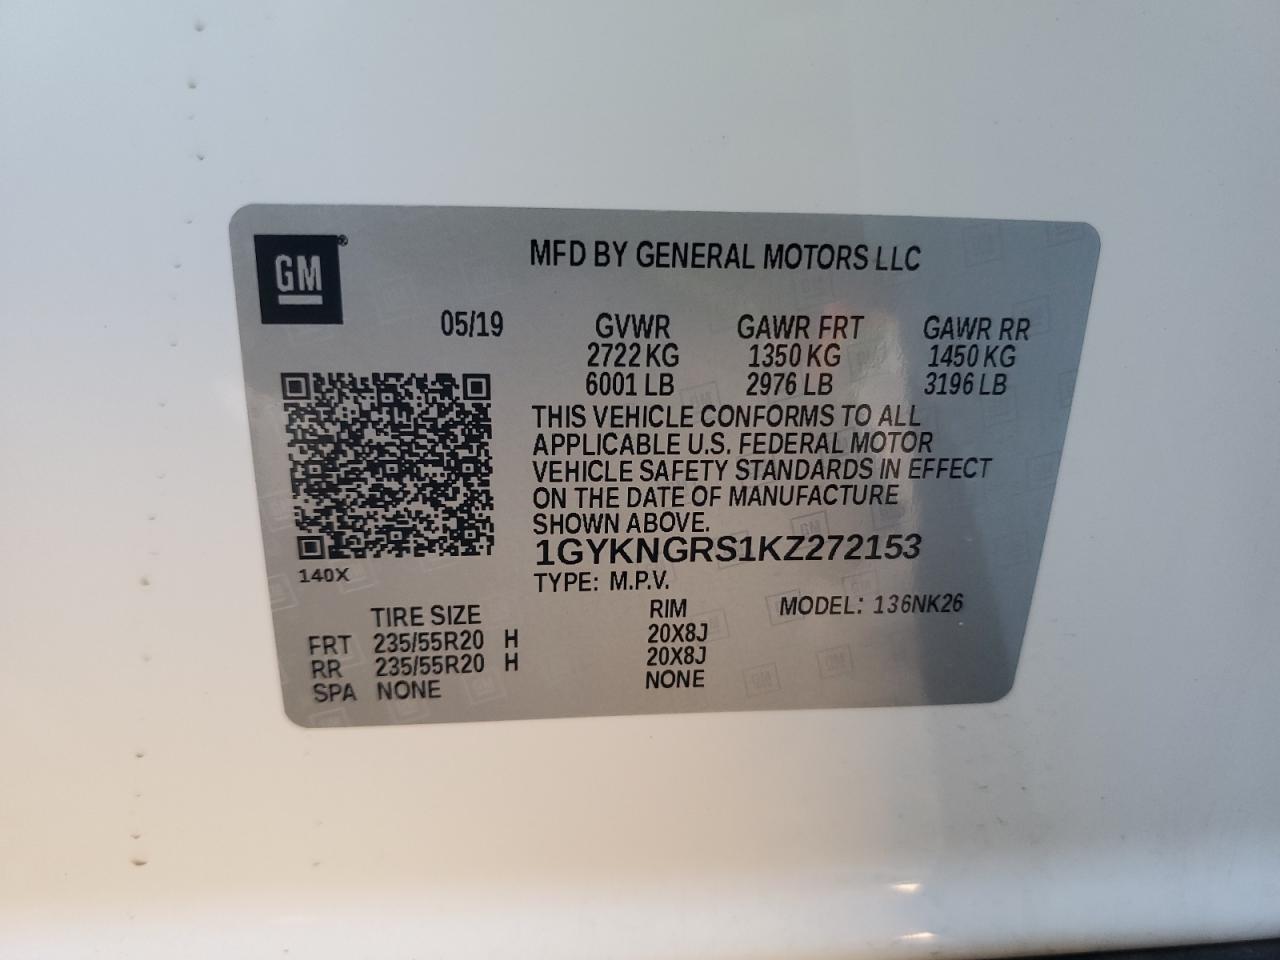 GM®
MFD BY GENERAL MOTORS LLC
05/19 GVWR GAWR FRT GAWR RR
2722 KG 1350 KG 1450 KG
6001 LB 2976 LB 3196 LB
THIS VEHICLE CONFORMS TO ALL
APPLICABLE U.S. FEDERAL MOTOR
VEHICLE SAFETY STANDARDS IN EFFECT
ON THE DATE OF MANUFACTURE
SHOWN ABOVE.
1GYKNGRS1KZ272153
140X
TYPE: M.P.V.
TIRE SIZE RIM MODEL: 136NK26
FRT 235/55R20 H 20X8J
RR 235/55R20 H 20X8J
SPA NONE NONE